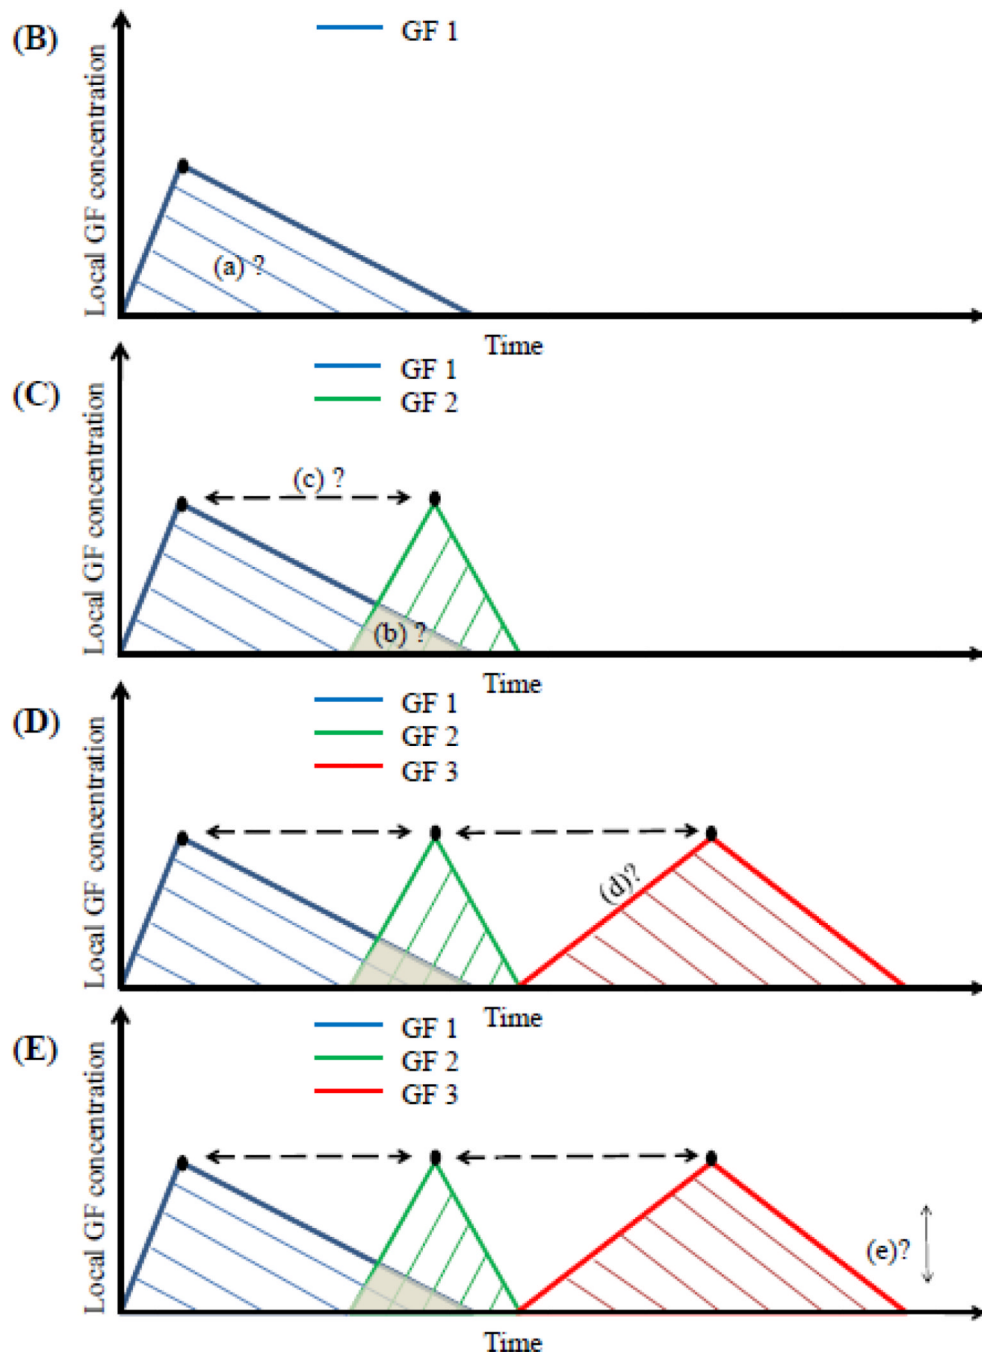 (B)
GF 1
Local GF concentration
(a) ?
Time
(C)
GF 1
GF 2
Local GF concentration
(c) ?
(b) ?
Time
(D)
GF 1
GF 2
GF 3
Local GF concentration
(d)?
Time
(E)
GF 1
GF 2
GF 3
Local GF concentration
(e)?
Time